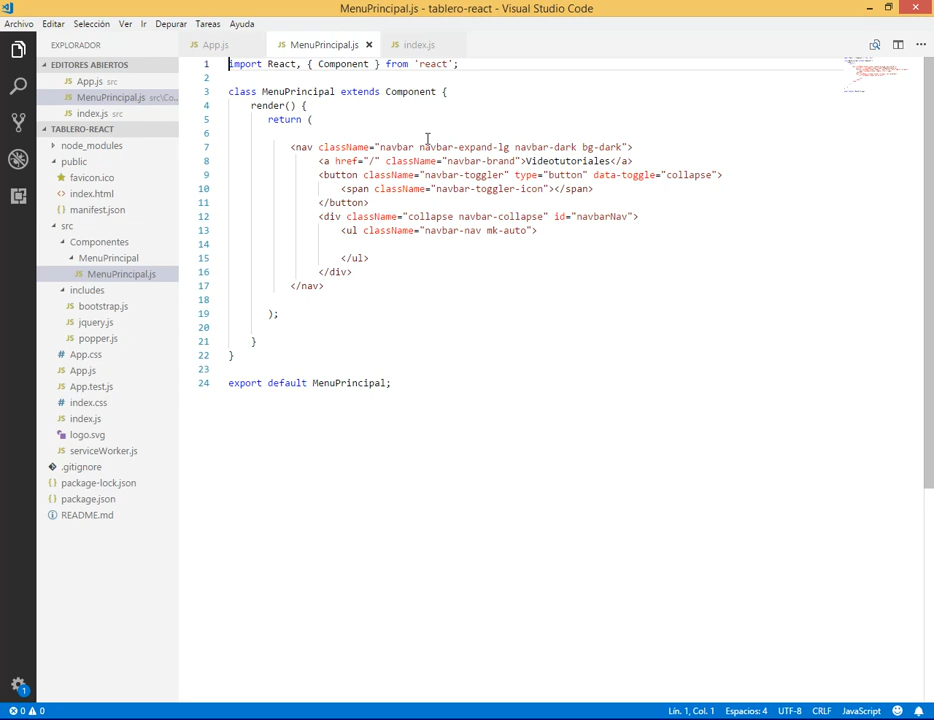 MenuPrincipal.js - tablero-react - Visual Studio Code
Archivo Editar Selección Ver Ir Depurar Tareas Ayuda
EXPLORADOR
App.js
MenuPrincipal.js
index.js
EDITORES ABIERTOS
App.js src
MenuPrincipal.js src\Co...
index.js src
TABLERO-REACT
node_modules
public
favicon.ico
index.html
manifest.json
src
Componentes
MenuPrincipal
MenuPrincipal.js
includes
bootstrap.js
jquery.js
popper.js
App.css
App.js
App.test.js
index.css
index.js
logo.svg
serviceWorker.js
.gitignore
package-lock.json
package.json
README.md
1 import React, { Component } from 'react';
2
3 class MenuPrincipal extends Component {
4 render() {
5 return (
6
7 <nav className="navbar navbar-expand-lg navbar-dark bg-dark">
8 <a href="/" className="navbar-brand">Videotutoriales</a>
9 <button className="navbar-toggler" type="button" data-toggle="collapse">
10 <span className="navbar-toggler-icon"></span>
11 </button>
12 <div className="collapse navbar-collapse" id="navbarNav">
13 <ul className="navbar-nav mk-auto">
14
15 </ul>
16 </div>
17 </nav>
18
19 );
20
21 }
22 }
23
24 export default MenuPrincipal;
1
0 0
Lín. 1, Col. 1 Espacios: 4 UTF-8 CRLF JavaScript